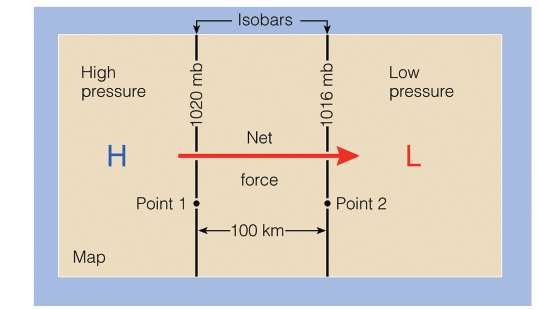 Isobars
High
pressure
1020 mb
1016 mb
Low
pressure
H
Net
force
L
Point 1
Point 2
100 km
Map